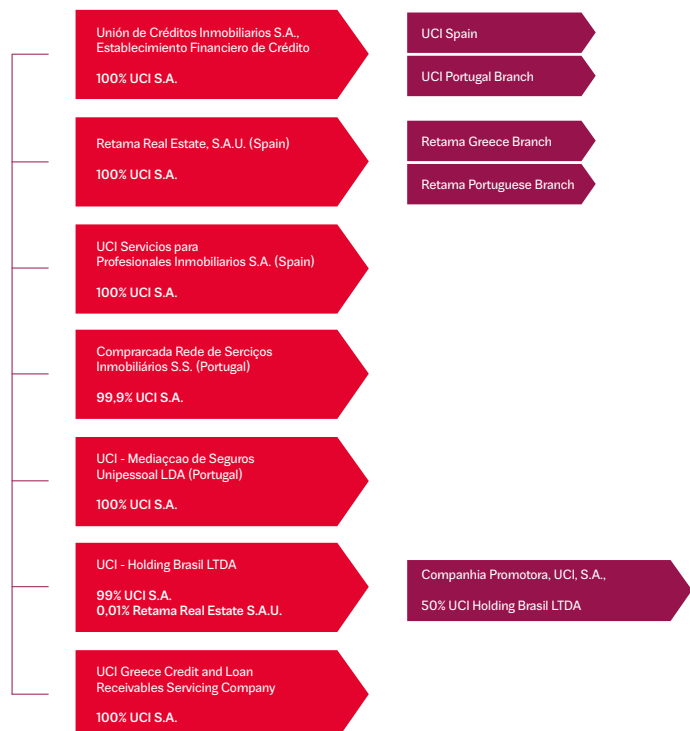 Unión de Créditos Inmobiliarios S.A.,
Establecimiento Financiero de Crédito
100% UCI S.A.
UCI Spain
UCI Portugal Branch
Retama Real Estate, S.A.U. (Spain)
100% UCI S.A.
Retama Greece Branch
Retama Portuguese Branch
UCI Servicios para
Profesionales Inmobiliarios S.A. (Spain)
100% UCI S.A.
Comprarcada Rede de Serciços
Inmobiliários S.S. (Portugal)
99,9% UCI S.A.
UCI - Mediaçcao de Seguros
Unipessoal LDA (Portugal)
100% UCI S.A.
UCI - Holding Brasil LTDA
99% UCI S.A.
0,01% Retama Real Estate S.A.U.
Companhia Promotora, UCI, S.A.,
50% UCI Holding Brasil LTDA
UCI Greece Credit and Loan
Receivables Servicing Company
100% UCI S.A.